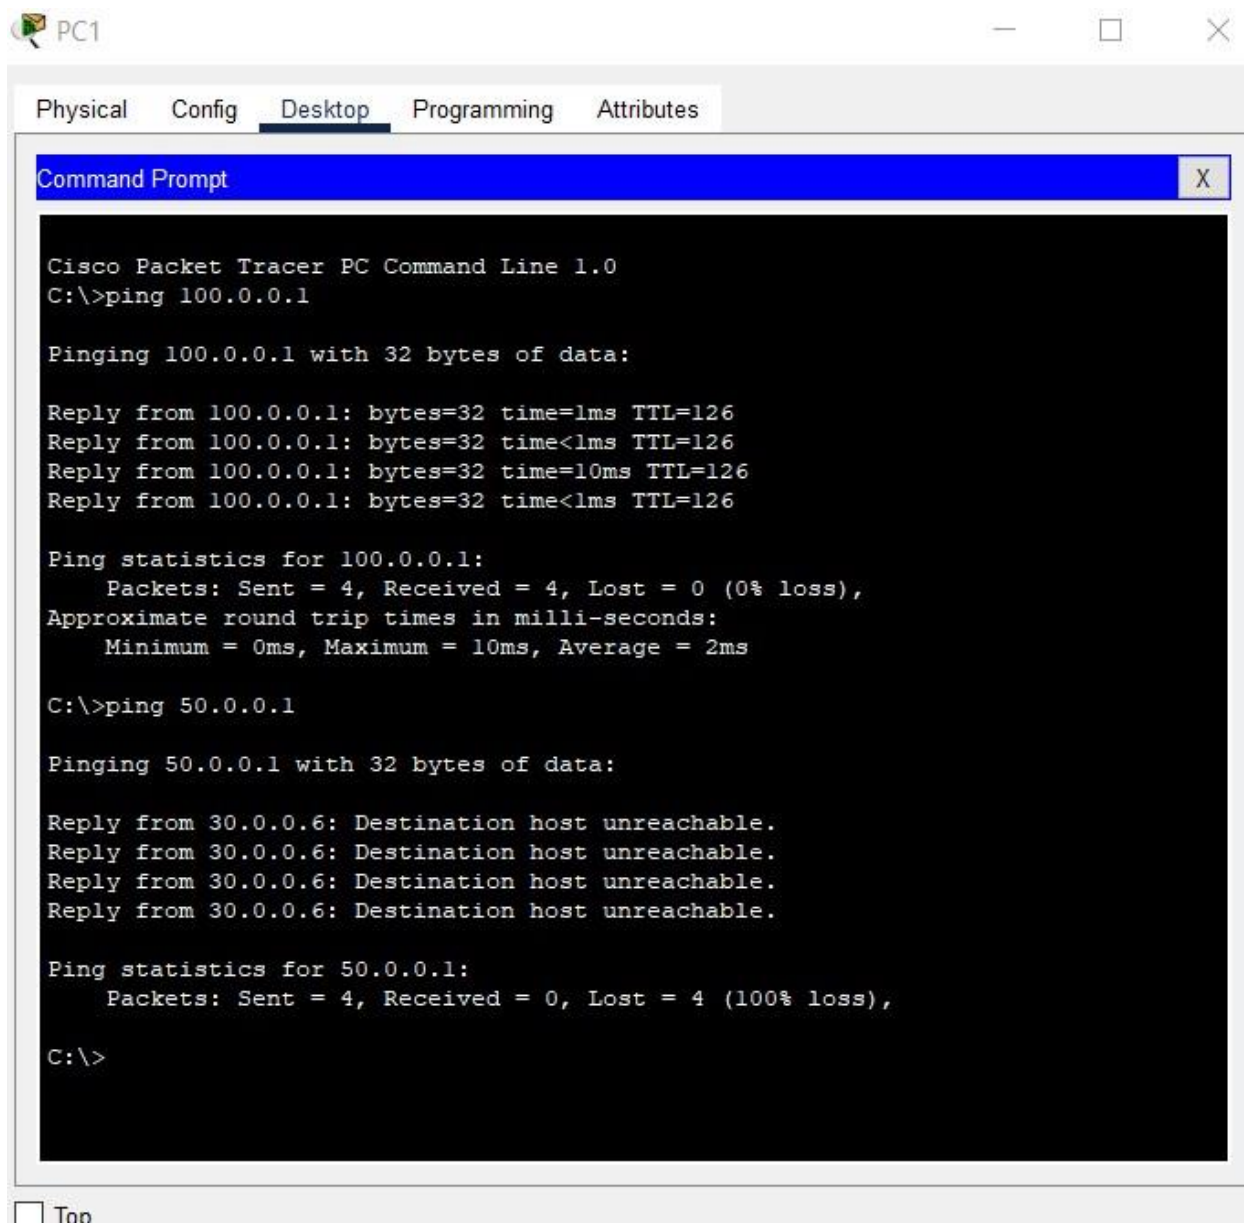 PC1
Physical Config Desktop Programming Attributes
Command Prompt X
Cisco Packet Tracer PC Command Line 1.0
C:\>ping 100.0.0.1
Pinging 100.0.0.1 with 32 bytes of data:
Reply from 100.0.0.1: bytes=32 time=1ms TTL=126
Reply from 100.0.0.1: bytes=32 time<1ms TTL=126
Reply from 100.0.0.1: bytes=32 time=10ms TTL=126
Reply from 100.0.0.1: bytes=32 time<1ms TTL=126
Ping statistics for 100.0.0.1:
Packets: Sent = 4, Received = 4, Lost = 0 (0% loss),
Approximate round trip times in milli-seconds:
Minimum = 0ms, Maximum = 10ms, Average = 2ms
C:\>ping 50.0.0.1
Pinging 50.0.0.1 with 32 bytes of data:
Reply from 30.0.0.6: Destination host unreachable.
Reply from 30.0.0.6: Destination host unreachable.
Reply from 30.0.0.6: Destination host unreachable.
Reply from 30.0.0.6: Destination host unreachable.
Ping statistics for 50.0.0.1:
Packets: Sent = 4, Received = 0, Lost = 4 (100% loss),
C:\>
Top